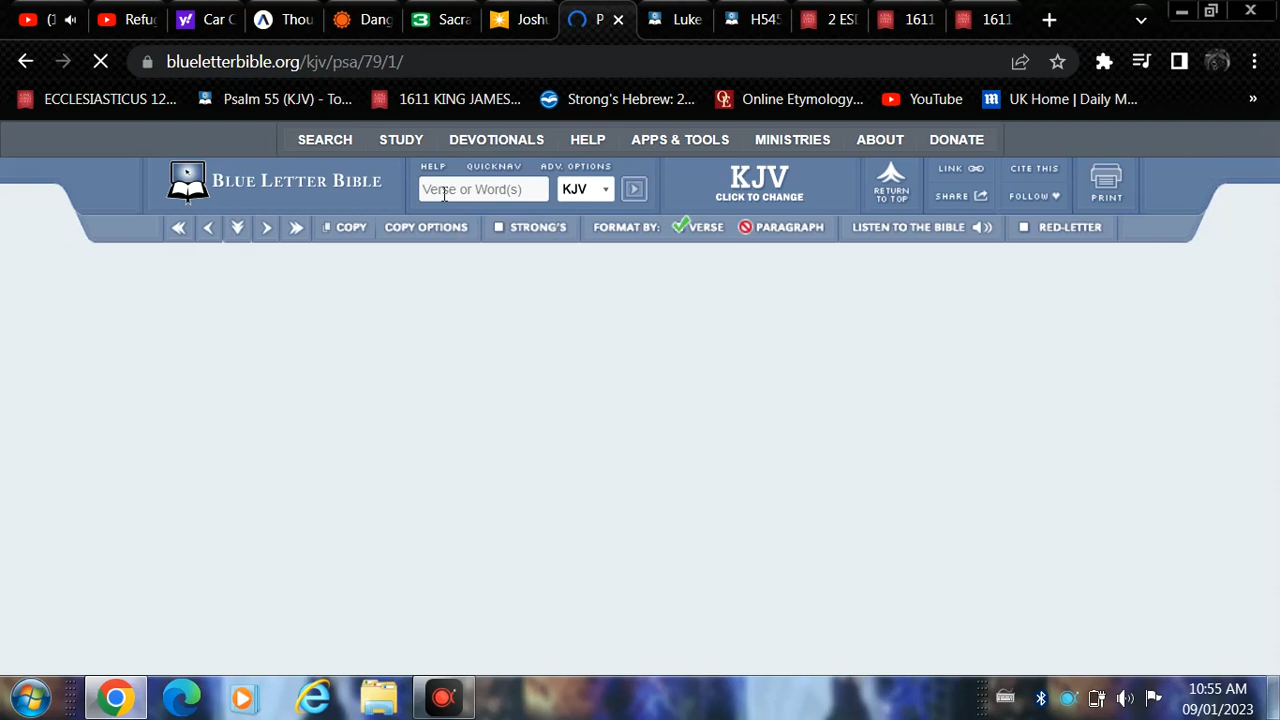 (1 Refu Car C Thou Dang Sacra Joshu P Luke H545 2 ESI 1611 1611
blueletterbible.org/kjv/psa/79/1/
ECCLESIASTICUS 12... Psalm 55 (KJV) - To... 1611 KING JAMES... Strong's Hebrew: 2... Online Etymology... YouTube UK Home | Daily M... »
SEARCH STUDY DEVOTIONALS HELP APPS & TOOLS MINISTRIES ABOUT DONATE
HELP QUICKNAV ADV. OPTIONS
BLUE LETTER BIBLE Verse or Word(s) KJV KJV
CLICK TO CHANGE
RETURN
TO TOP
LINK CITE THIS
SHARE FOLLOW PRINT
COPY COPY OPTIONS STRONG'S FORMAT BY: VERSE PARAGRAPH LISTEN TO THE BIBLE RED-LETTER
10:55 AM
09/01/2023